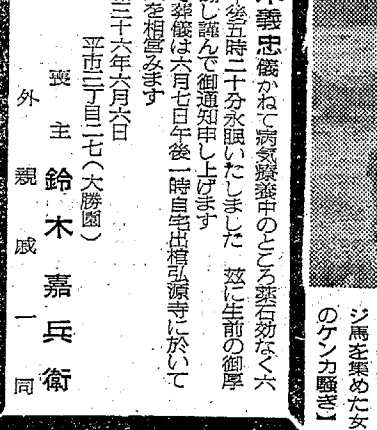 木義忠儀かねて病気療養中のところ薬石効なく六
午後五時二十分永眠いたしました 茲に生前の御厚
謝し謹んで御通知申し上げます
葬儀は六月七日午後一時自宅出棺弘源寺に於いて
を相営みます
三十六年六月六日
平市三丁目二七(大勝園)
喪主 鈴木嘉兵衛
外 親戚一同
ジ馬を集めた女
のケンカ騒ぎ】